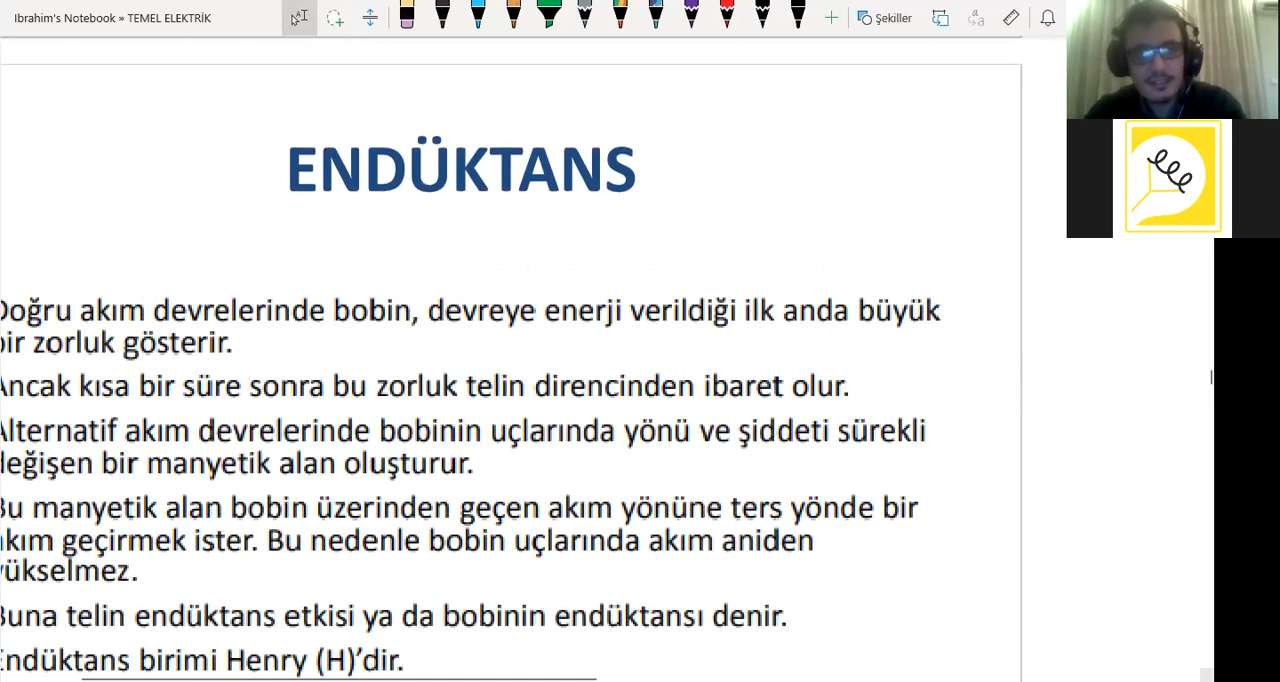 Ibrahim's Notebook » TEMEL ELEKTRİK
Şekiller
ENDÜKTANS
Doğru akım devrelerinde bobin, devreye enerji verildiği ilk anda büyük
bir zorluk gösterir.
Ancak kısa bir süre sonra bu zorluk telin direncinden ibaret olur.
Alternatif akım devrelerinde bobinin uçlarında yönü ve şiddeti sürekli
değişen bir manyetik alan oluşturur.
Bu manyetik alan bobin üzerinden geçen akım yönüne ters yönde bir
akım geçirmek ister. Bu nedenle bobin uçlarında akım aniden
yükselmez.
Buna telin endüktans etkisi ya da bobinin endüktansı denir.
Endüktans birimi Henry (H)’dir.